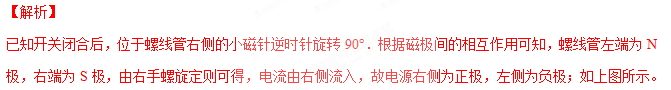 【解析】
已知开关闭合后，位于螺线管右侧的小磁针逆时针旋转 90°．根据磁极间的相互作用可知，螺线管左端为 N
极，右端为 S 极，由右手螺旋定则可得，电流由右侧流入，故电源右侧为正极，左侧为负极；如上图所示。